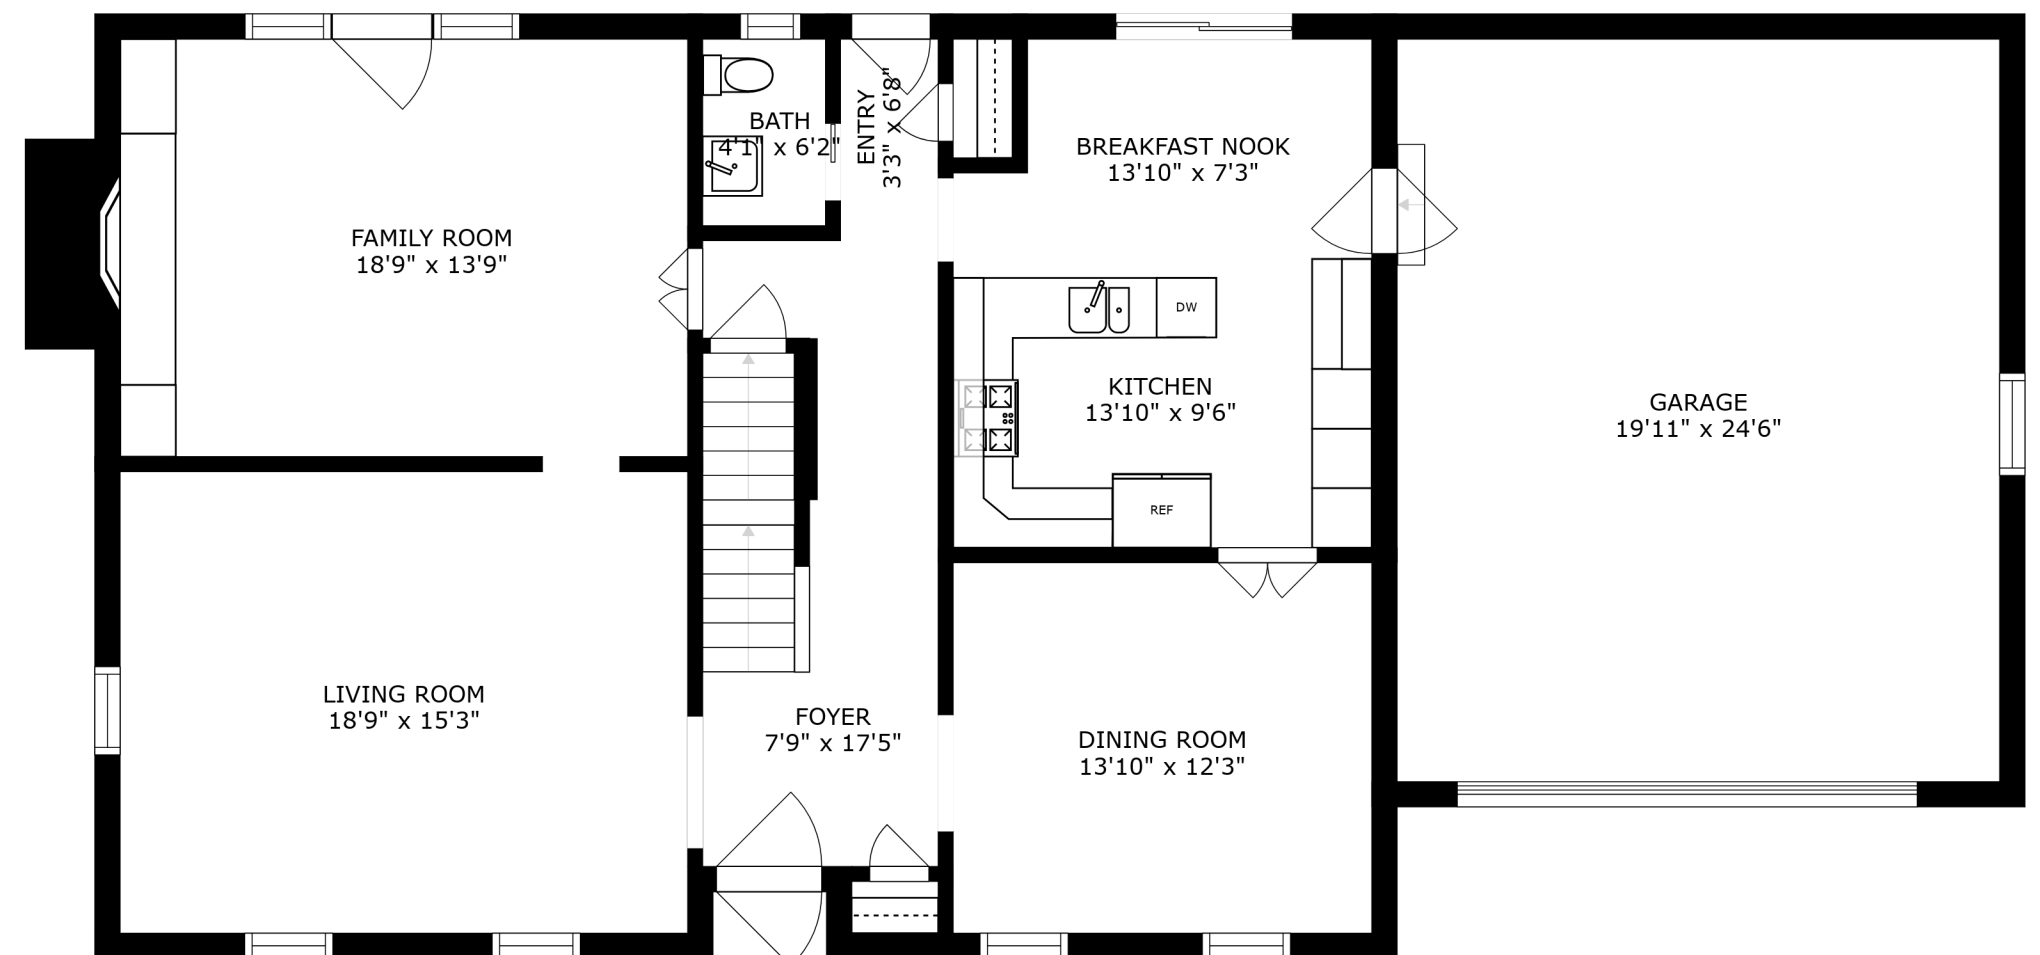 BATH
4'1" x 6'2"
ENTRY
3'3" x 6'8"
BREAKFAST NOOK
13'10" x 7'3"
FAMILY ROOM
18'9" x 13'9"
DW
KITCHEN
13'10" x 9'6"
GARAGE
19'11" x 24'6"
REF
LIVING ROOM
18'9" x 15'3"
FOYER
7'9" x 17'5"
DINING ROOM
13'10" x 12'3"